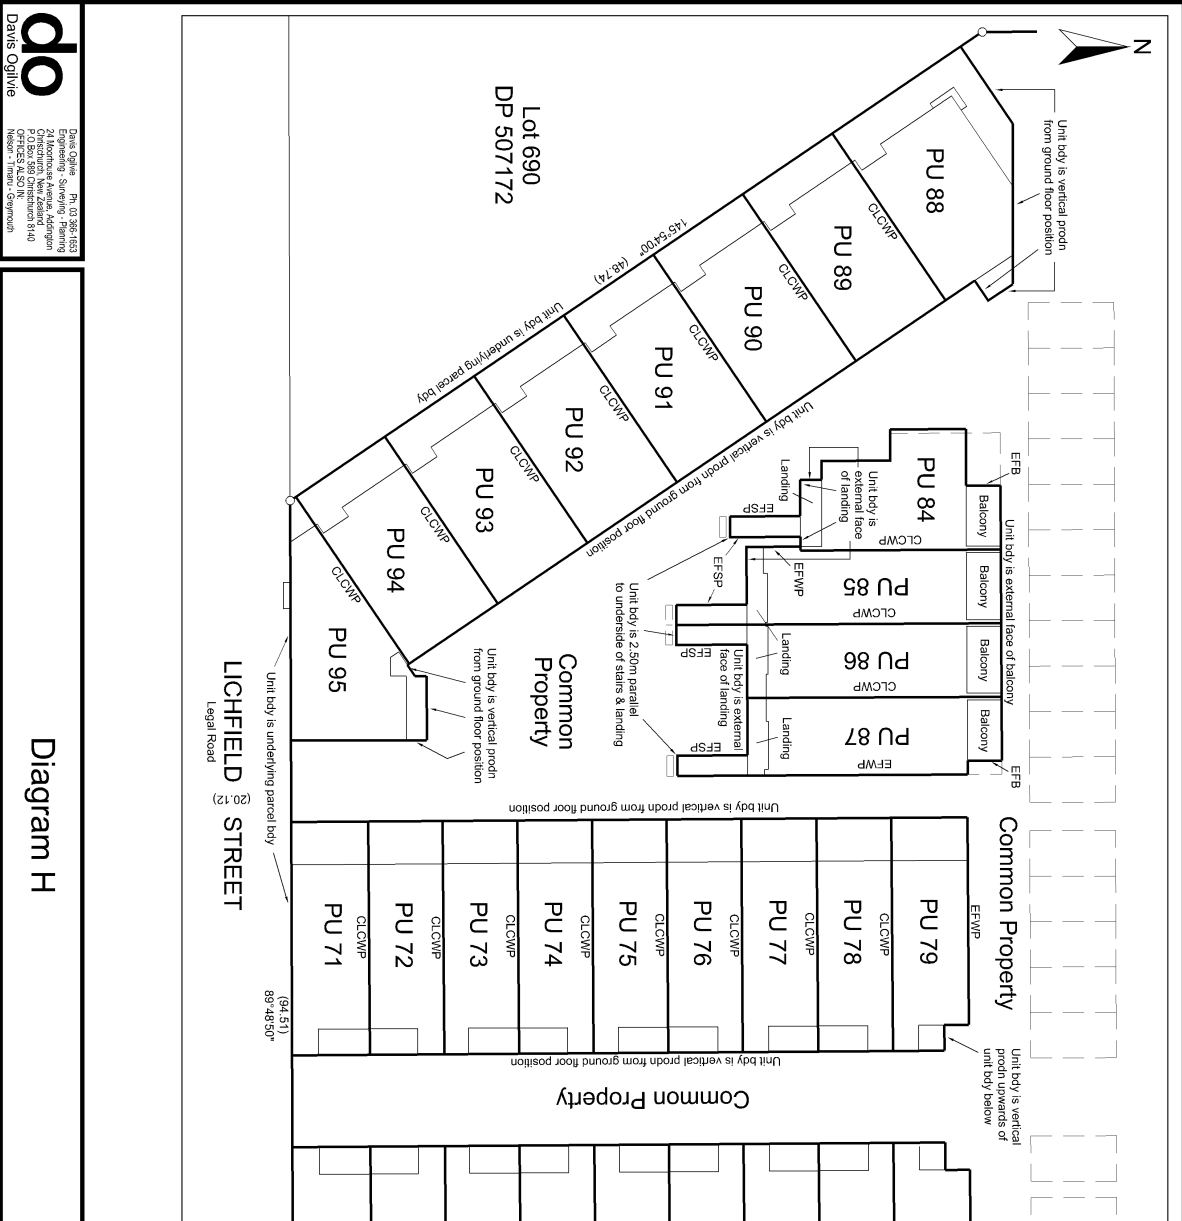 N
Unit bdy is vertical prodn
from ground floor position
Lot 690
DP 507172
145°54'00" (48.74)
Unit bdy is underlying parcel bdy
Unit bdy is vertical prodn from ground floor position
PU 88
CLCWP
PU 89
CLCWP
PU 90
CLCWP
PU 91
CLCWP
PU 92
CLCWP
PU 93
CLCWP
PU 94
CLCWP
PU 95
PU 84
Balcony
EFB
CLCWP
Landing
Unit bdy is
external face
of landing
EFSP
EFWP
EFSP
PU 85
Balcony
CLCWP
Unit bdy is external face of balcony
PU 86
Balcony
CLCWP
Landing
EFSP
PU 87
Balcony
EFWP
Landing
EFSP
EFB
Unit bdy is external
face of landing
Unit bdy is 2.50m parallel
to underside of stairs & landing
Common
Property
Unit bdy is vertical prodn
from ground floor position
LICHFIELD (20.12) STREET
Legal Road
Unit bdy is underlying parcel bdy
(94.51)
89°48'50"
Unit bdy is vertical prodn from ground floor position
Common Property
EFWP
PU 79
CLCWP
PU 78
CLCWP
PU 77
CLCWP
PU 76
CLCWP
PU 75
CLCWP
PU 74
CLCWP
PU 73
CLCWP
PU 72
CLCWP
PU 71
Unit bdy is vertical prodn from ground floor position
Unit bdy is vertical
prodn upwards of
unit bdy below
Common Property
do
Davis Ogilvie
Davis Ogilvie Ph. 03 366-1653
Engineering - Surveying - Planning
24 Moorhouse Avenue, Addington
Christchurch, New Zealand
P.O.Box 589 Christchurch 8140
OFFICES ALSO IN:
Nelson - Timaru - Greymouth
Diagram H